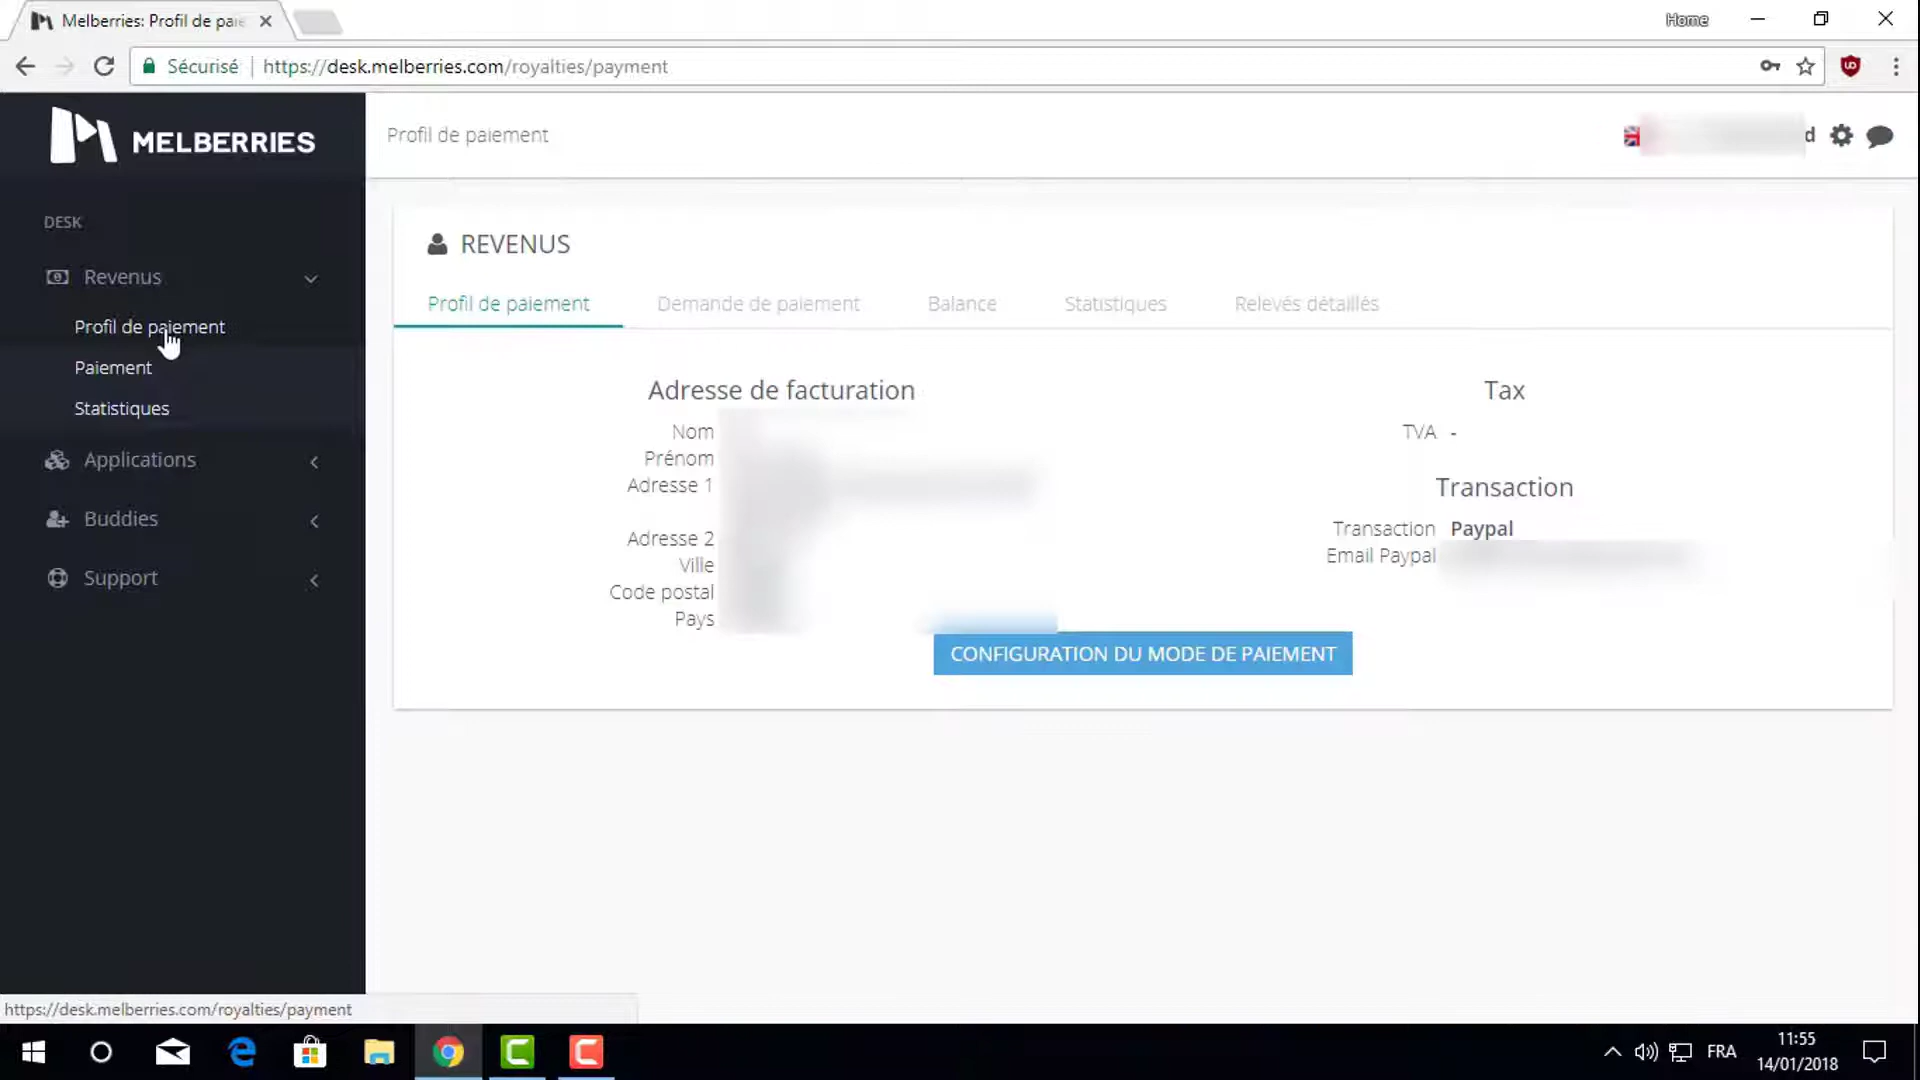 Melberries: Profil de paie
Home
Sécurisé
https://desk.melberries.com/royalties/payment
MELBERRIES
Profil de paiement
d
DESK
REVENUS
Revenus
Profil de paiement
Demande de paiement
Balance
Statistiques
Relevés détaillés
Profil de paiement
Paiement
Statistiques
Applications
Buddies
Support
Adresse de facturation
Nom
Prénom
Adresse 1
Adresse 2
Ville
Code postal
Pays
Tax
TVA -
Transaction
Transaction Paypal
Email Paypal
CONFIGURATION DU MODE DE PAIEMENT
https://desk.melberries.com/royalties/payment
FRA
11:55
14/01/2018